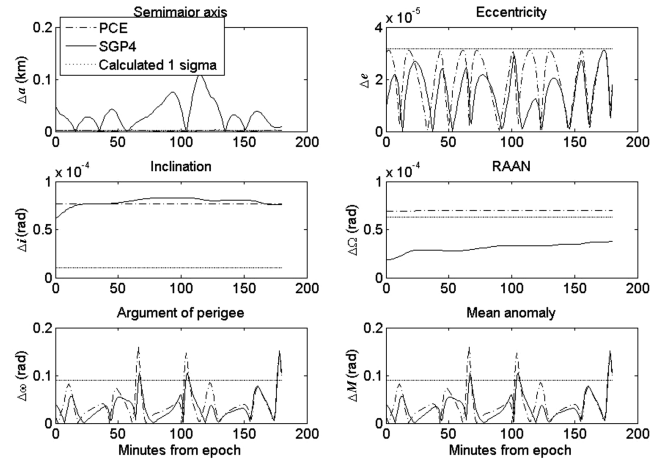 Semimajor axis
Δa (km)
0.2
0.1
0
0
50
100
150
200
PCE
SGP4
Calculated 1 sigma
Eccentricity
x 10⁻⁵
Δe
4
2
0
0
50
100
150
200
Inclination
x 10⁻⁴
Δi (rad)
1
0.5
0
0
50
100
150
200
RAAN
x 10⁻⁴
ΔΩ (rad)
1
0.5
0
0
50
100
150
200
Argument of perigee
Δω (rad)
0.2
0.1
0
0
50
100
150
200
Minutes from epoch
Mean anomaly
ΔM (rad)
0.2
0.1
0
0
50
100
150
200
Minutes from epoch